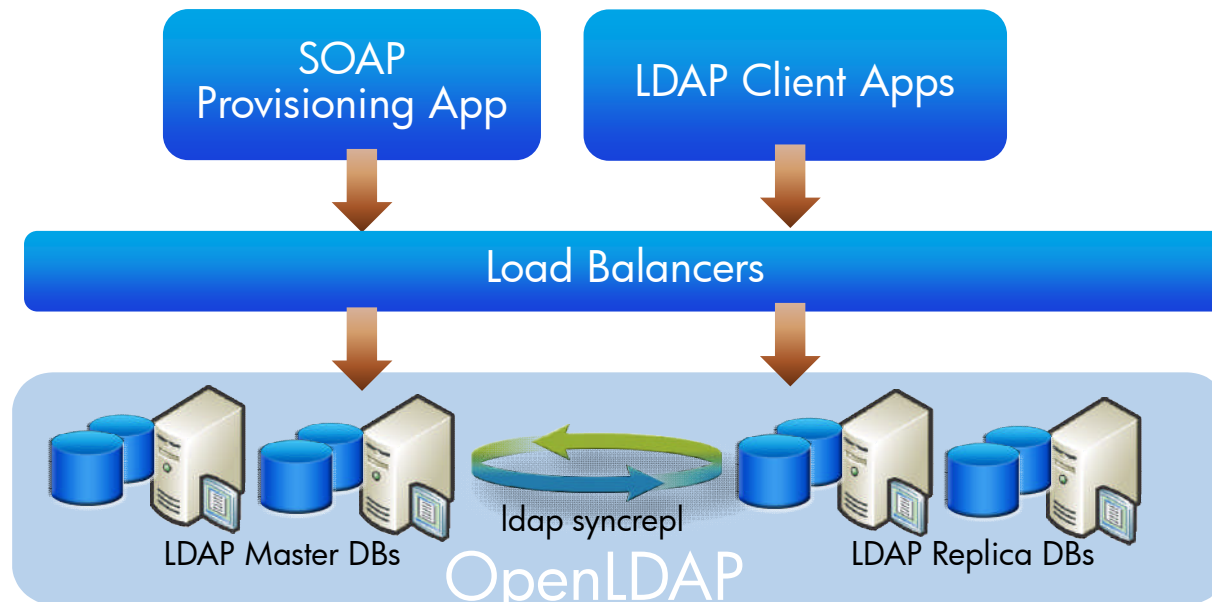 SOAP
Provisioning App
LDAP Client Apps
Load Balancers
ldap syncrepl
LDAP Master DBs
LDAP Replica DBs
OpenLDAP